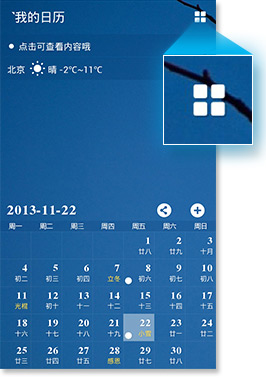 我的日历
点击可查看内容哦
北京 晴 -2℃~11℃
2013-11-22
周一 周二 周三 周四 周五 周六 周日
1 2 3
廿八 廿九 十月
4 5 6 7 8 9 10
初二 初三 初四 立冬 初六 初七 初八
11 12 13 14 15 16 17
光棍 初十 十一 十二 十三 十四 十五
18 19 20 21 22 23 24
十六 十七 十八 十九 小雪 廿一 廿二
25 26 27 28 29 30
廿三 廿四 廿五 感恩 廿七 廿八